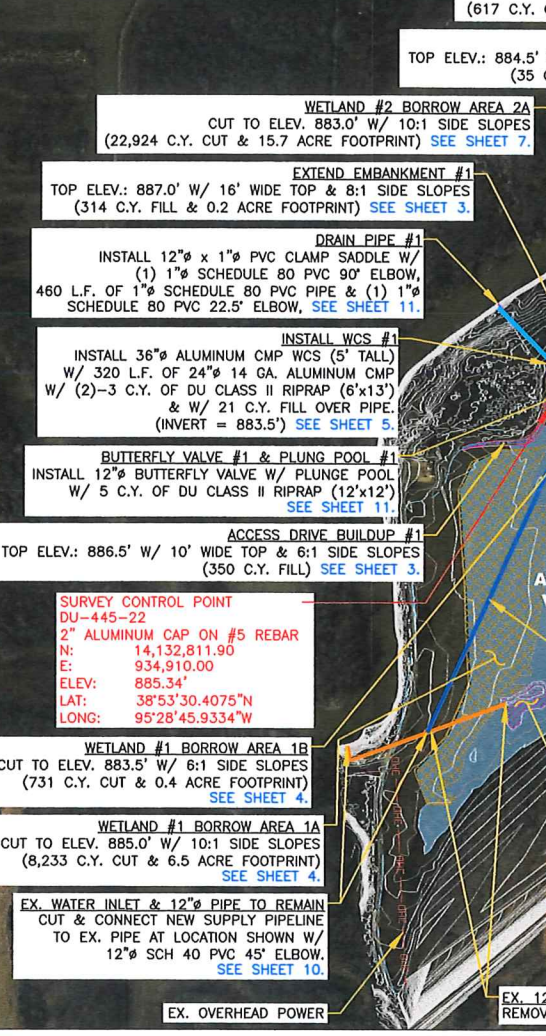 (617 C.Y.
TOP ELEV.: 884.5'
(35
WETLAND #2 BORROW AREA 2A
CUT TO ELEV. 883.0' W/ 10:1 SIDE SLOPES
(22,924 C.Y. CUT & 15.7 ACRE FOOTPRINT) SEE SHEET 7.
EXTEND EMBANKMENT #1
TOP ELEV.: 887.0' W/ 16' WIDE TOP & 8:1 SIDE SLOPES
(314 C.Y. FILL & 0.2 ACRE FOOTPRINT) SEE SHEET 3.
DRAIN PIPE #1
INSTALL 12"ø x 1"ø PVC CLAMP SADDLE W/
(1) 1"ø SCHEDULE 80 PVC 90° ELBOW,
460 L.F. OF 1"ø SCHEDULE 80 PVC PIPE & (1) 1"ø
SCHEDULE 80 PVC 22.5° ELBOW, SEE SHEET 11.
INSTALL WCS #1
INSTALL 36"ø ALUMINUM CMP WCS (5' TALL)
W/ 320 L.F. OF 24"ø 14 GA. ALUMINUM CMP
W/ (2)-3 C.Y. OF DU CLASS II RIPRAP (6'x13')
& W/ 21 C.Y. FILL OVER PIPE.
(INVERT = 883.5') SEE SHEET 5.
BUTTERFLY VALVE #1 & PLUNGE POOL #1
INSTALL 12"ø BUTTERFLY VALVE W/ PLUNGE POOL
W/ 5 C.Y. OF DU CLASS II RIPRAP (12'x12')
SEE SHEET 11.
ACCESS DRIVE BUILDUP #1
TOP ELEV.: 886.5' W/ 10' WIDE TOP & 6:1 SIDE SLOPES
(350 C.Y. FILL) SEE SHEET 3.
SURVEY CONTROL POINT
DU-445-22
2" ALUMINUM CAP ON #5 REBAR
N: 14,132,811.90
E: 934,910.00
ELEV: 885.34'
LAT: 38°53'30.4075"N
LONG: 95°28'45.9334"W
WETLAND #1 BORROW AREA 1B
CUT TO ELEV. 883.5' W/ 6:1 SIDE SLOPES
(731 C.Y. CUT & 0.4 ACRE FOOTPRINT)
SEE SHEET 4.
WETLAND #1 BORROW AREA 1A
CUT TO ELEV. 885.0' W/ 10:1 SIDE SLOPES
(8,233 C.Y. CUT & 6.5 ACRE FOOTPRINT)
SEE SHEET 4.
EX. WATER INLET & 12"ø PIPE TO REMAIN
CUT & CONNECT NEW SUPPLY PIPELINE
TO EX. PIPE AT LOCATION SHOWN W/
12"ø SCH 40 PVC 45° ELBOW.
SEE SHEET 10.
EX. OVERHEAD POWER
EX. 12
REMOV